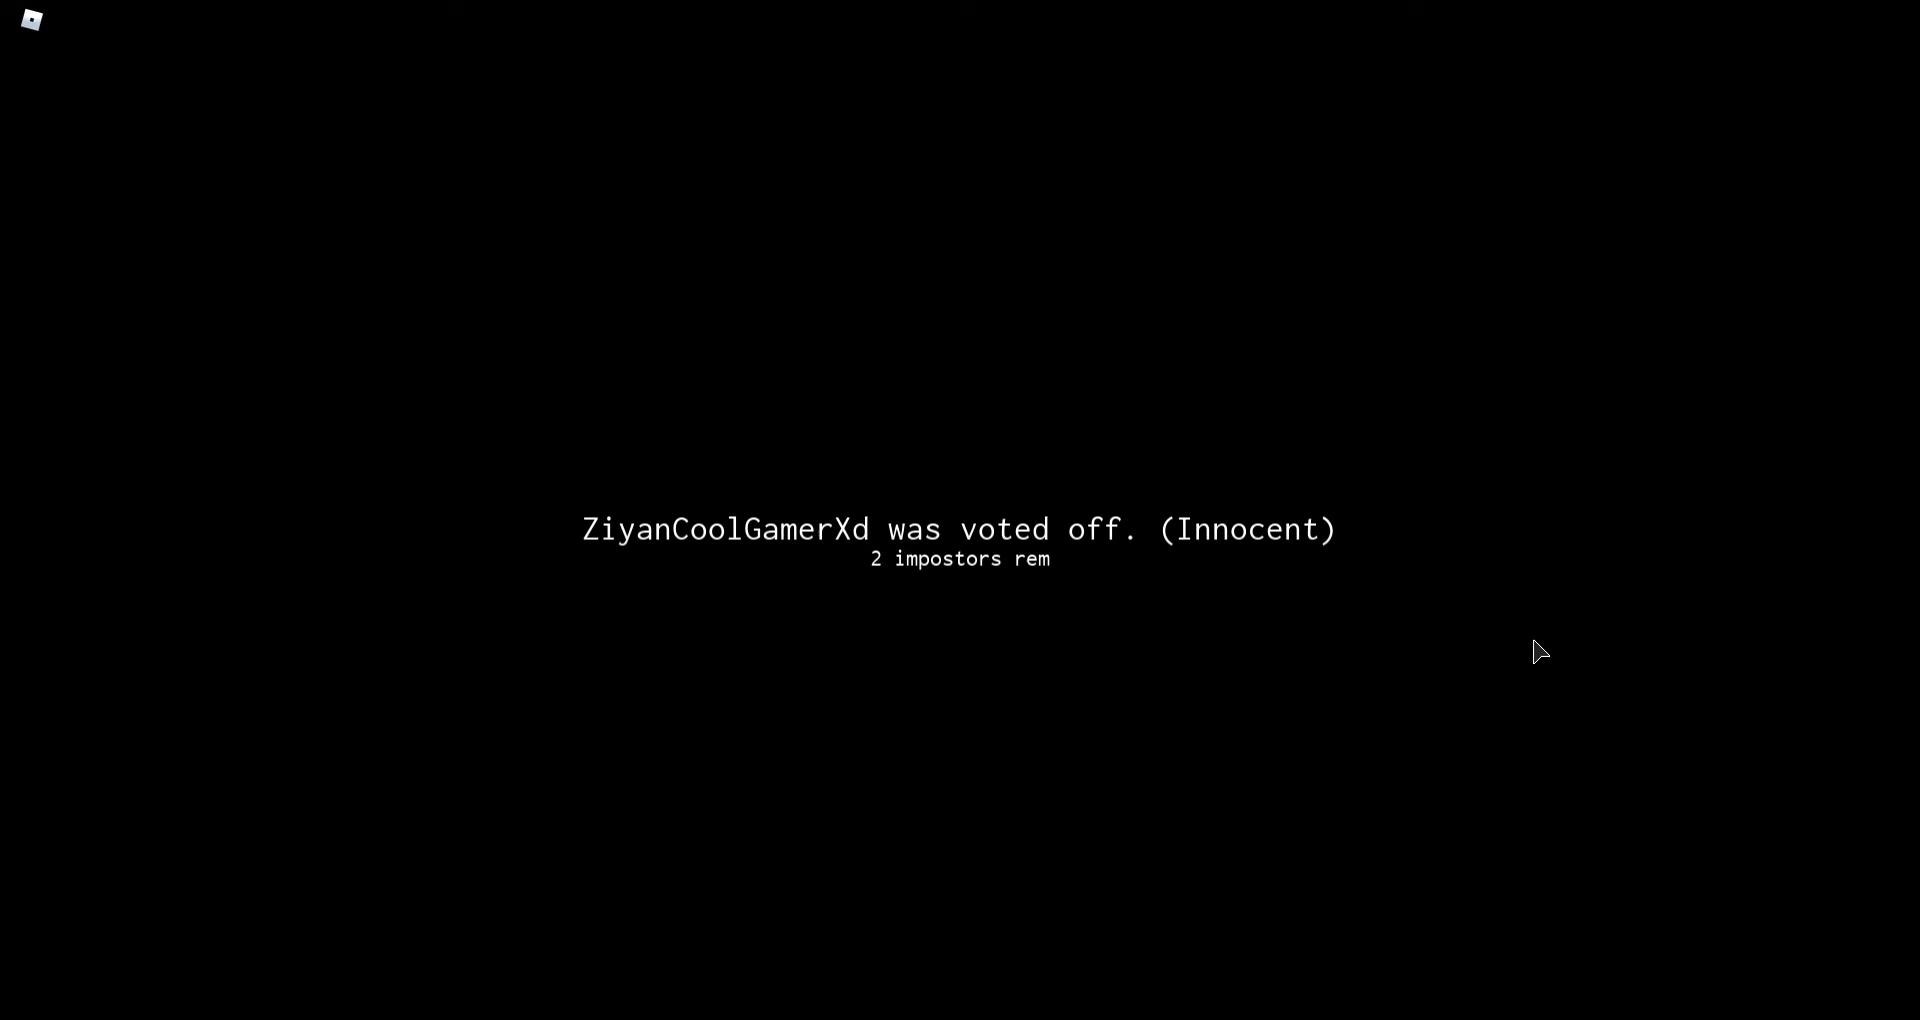 ZiyanCoolGamerXd was voted off. (Innocent)
2 impostors rem